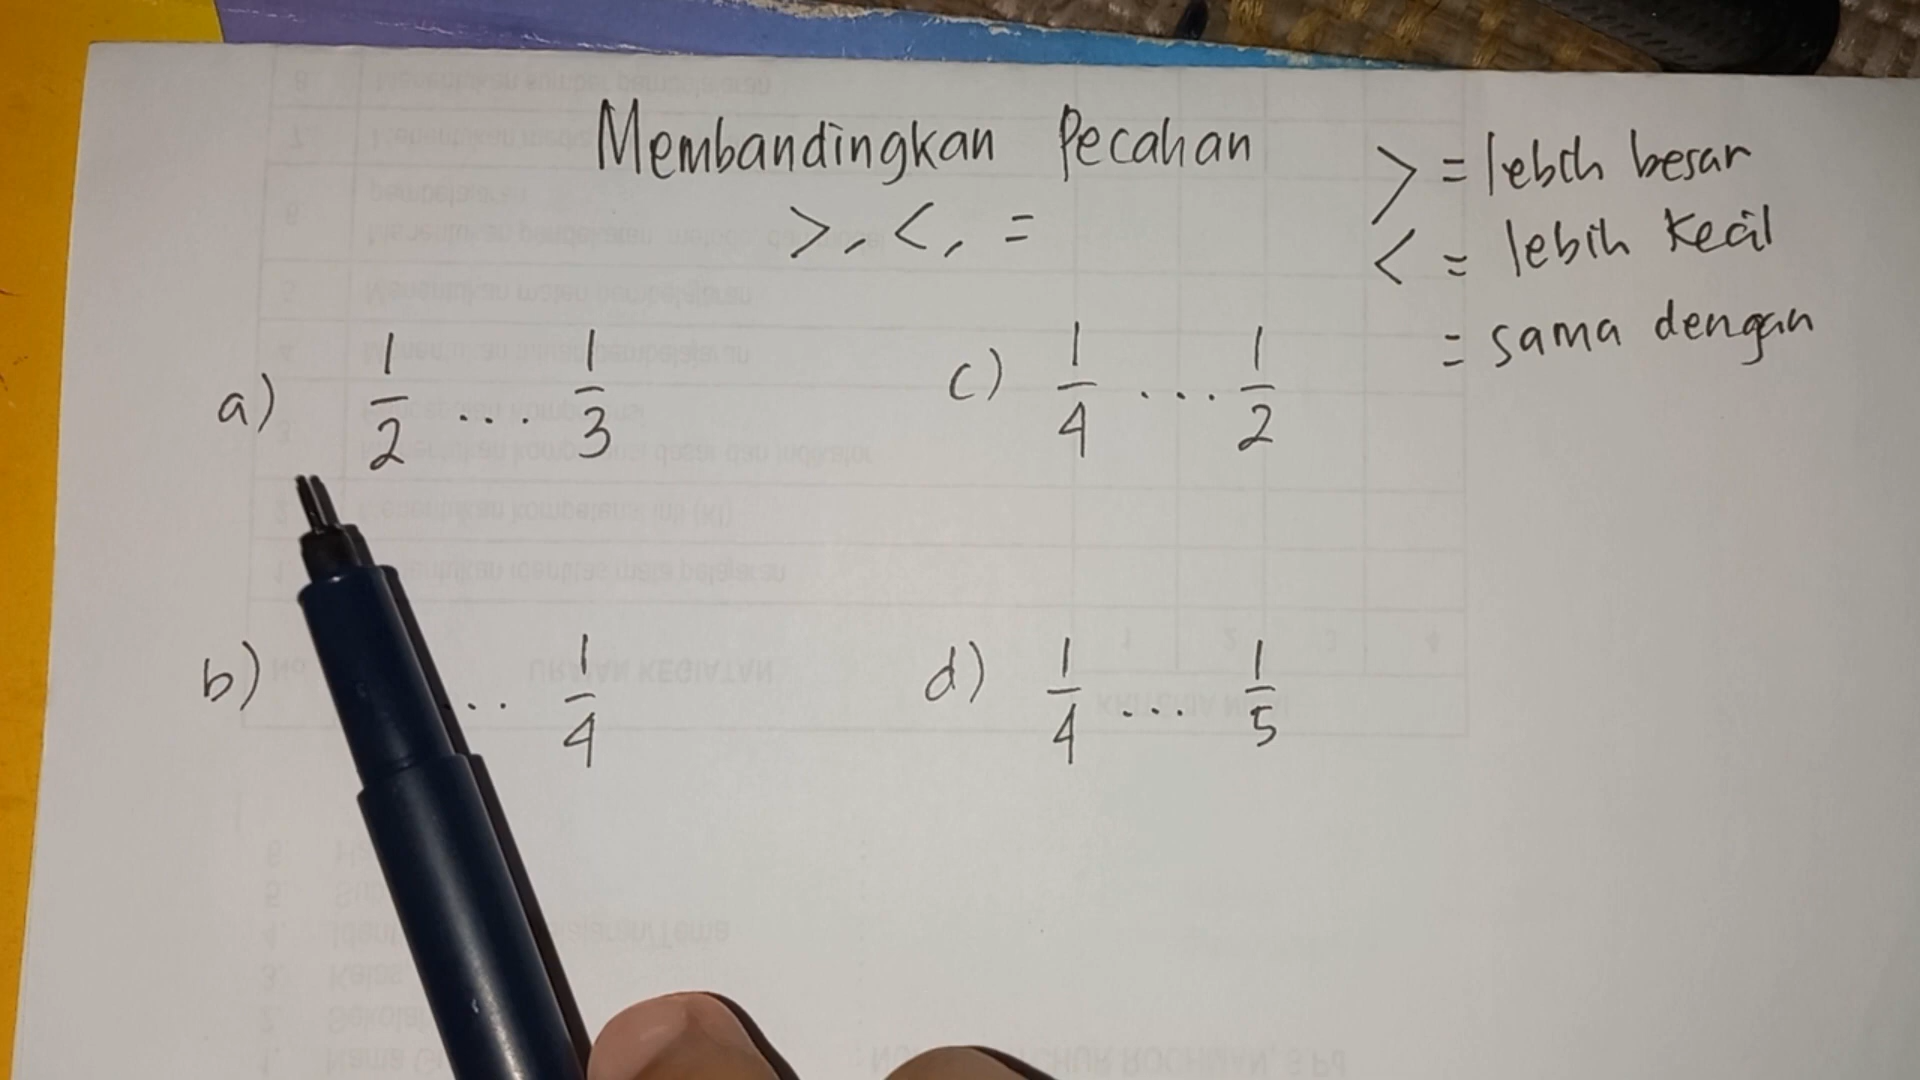 Membandingkan Pecahan
>, <, =
> = lebih besar
< = lebih kecil
= sama dengan
a) 1/2 ... 1/3
b) ... 1/4
c) 1/4 ... 1/2
d) 1/4 ... 1/5